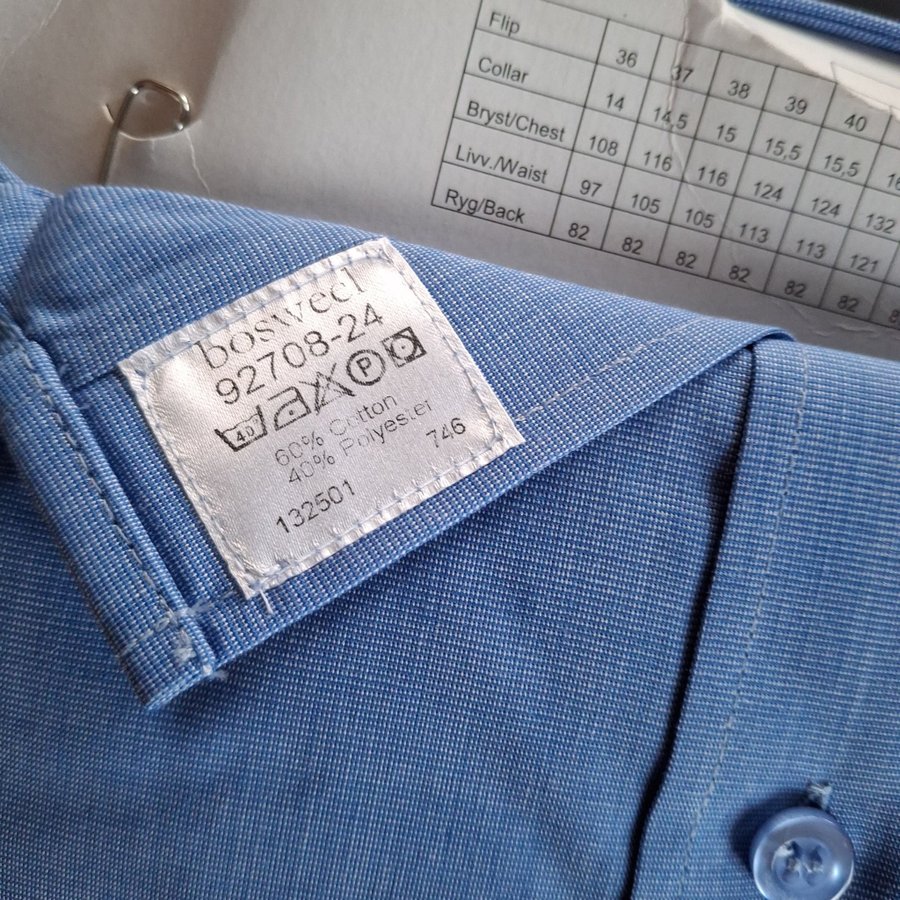 Flip 36 37 38 39 40
Collar 14 14,5 15 15,5 15,5
Bryst/Chest 108 116 116 124 124 132
Livv./Waist 97 105 105 113 113 121
Ryg/Back 82 82 82 82 82 82
bosweel
92708-24
40 P
60% Cotton
40% Polyester
746
132501